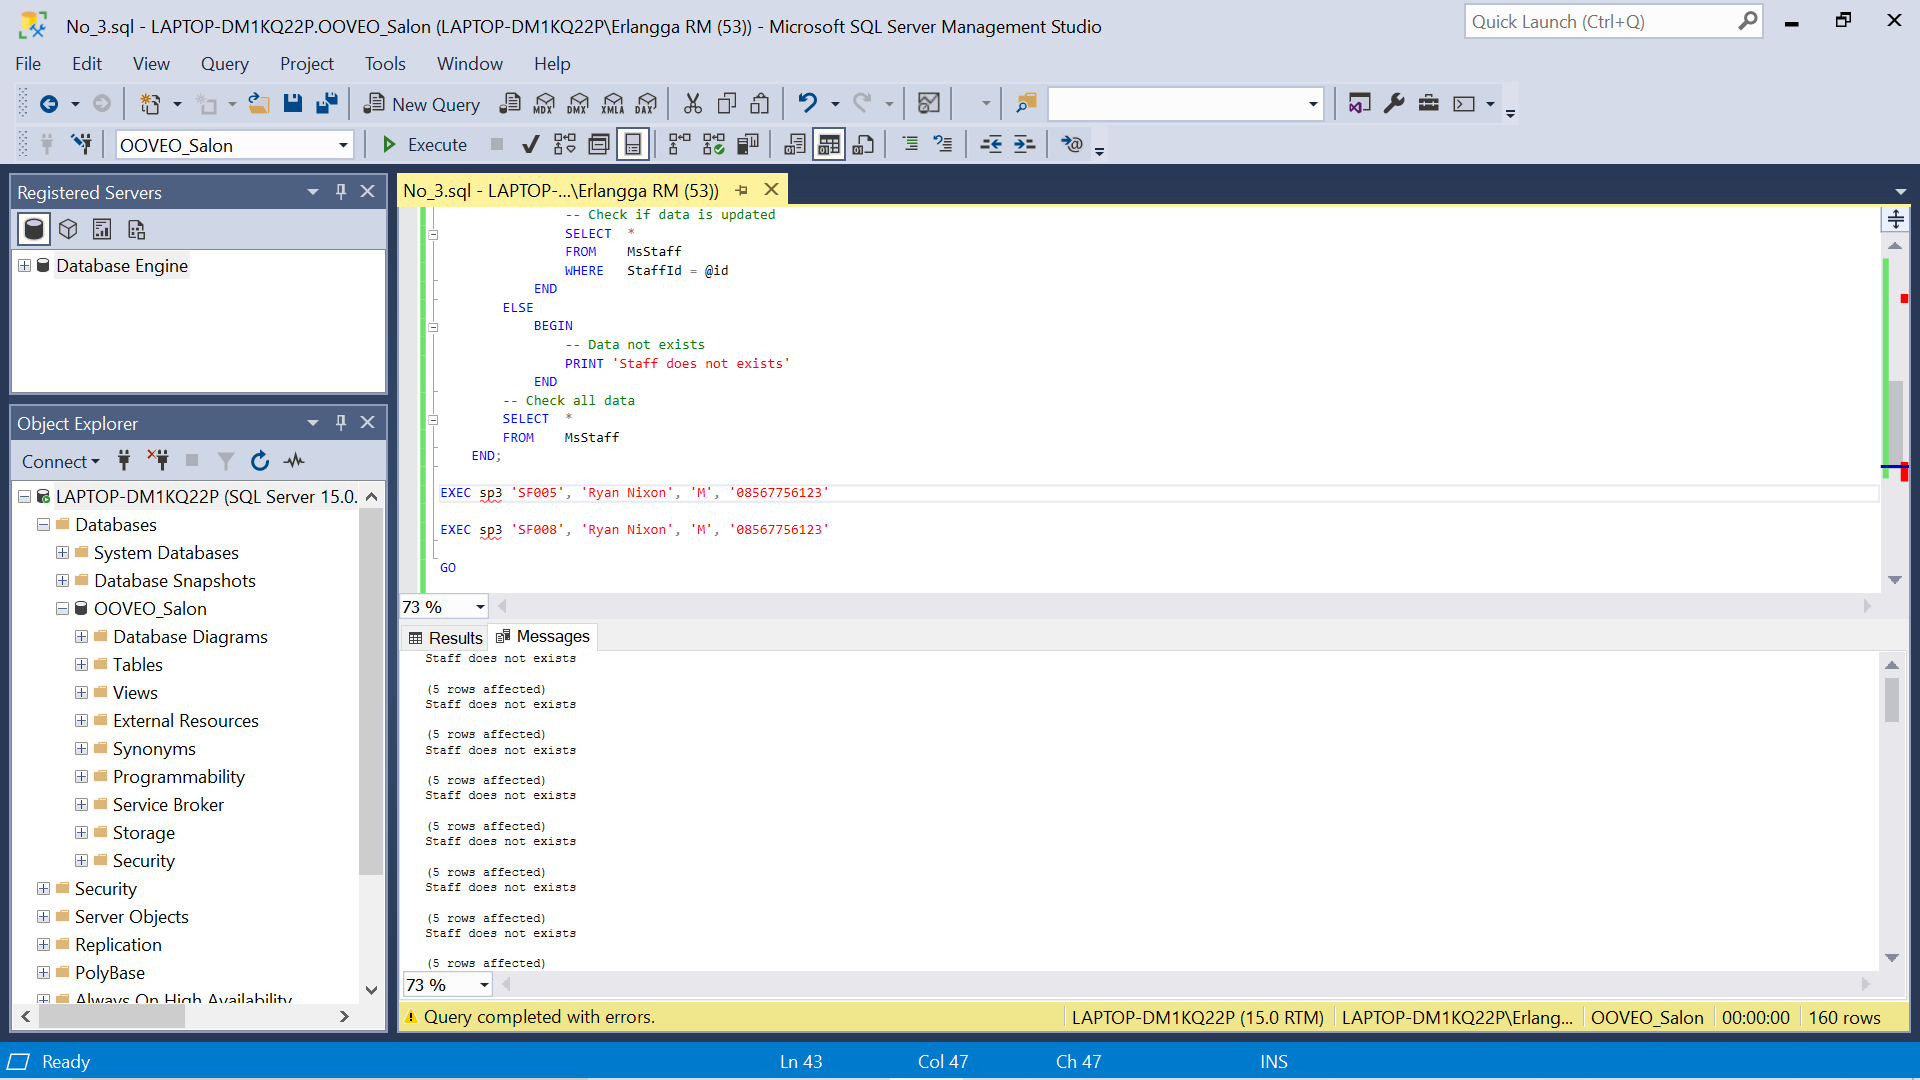 No_3.sql - LAPTOP-DM1KQ22P.OOVEO_Salon (LAPTOP-DM1KQ22P\Erlangga RM (53)) - Microsoft SQL Server Management Studio
Quick Launch (Ctrl+Q)
File Edit View Query Project Tools Window Help
New Query MDX DMX XMLA DAX
OOVEO_Salon Execute
Registered Servers
Database Engine
Object Explorer
Connect
LAPTOP-DM1KQ22P (SQL Server 15.0.
Databases
System Databases
Database Snapshots
OOVEO_Salon
Database Diagrams
Tables
Views
External Resources
Synonyms
Programmability
Service Broker
Storage
Security
Security
Server Objects
Replication
PolyBase
Always On High Availability
No_3.sql - LAPTOP-...\Erlangga RM (53))
-- Check if data is updated
SELECT *
FROM MsStaff
WHERE StaffId = @id
END
ELSE
BEGIN
-- Data not exists
PRINT 'Staff does not exists'
END
-- Check all data
SELECT *
FROM MsStaff
END;
EXEC sp3 'SF005', 'Ryan Nixon', 'M', '08567756123'
EXEC sp3 'SF008', 'Ryan Nixon', 'M', '08567756123'
GO
73 %
Results Messages
Staff does not exists
(5 rows affected)
Staff does not exists
(5 rows affected)
Staff does not exists
(5 rows affected)
Staff does not exists
(5 rows affected)
Staff does not exists
(5 rows affected)
Staff does not exists
(5 rows affected)
Staff does not exists
(5 rows affected)
73 %
Query completed with errors. LAPTOP-DM1KQ22P (15.0 RTM) LAPTOP-DM1KQ22P\Erlang... OOVEO_Salon 00:00:00 160 rows
Ready Ln 43 Col 47 Ch 47 INS